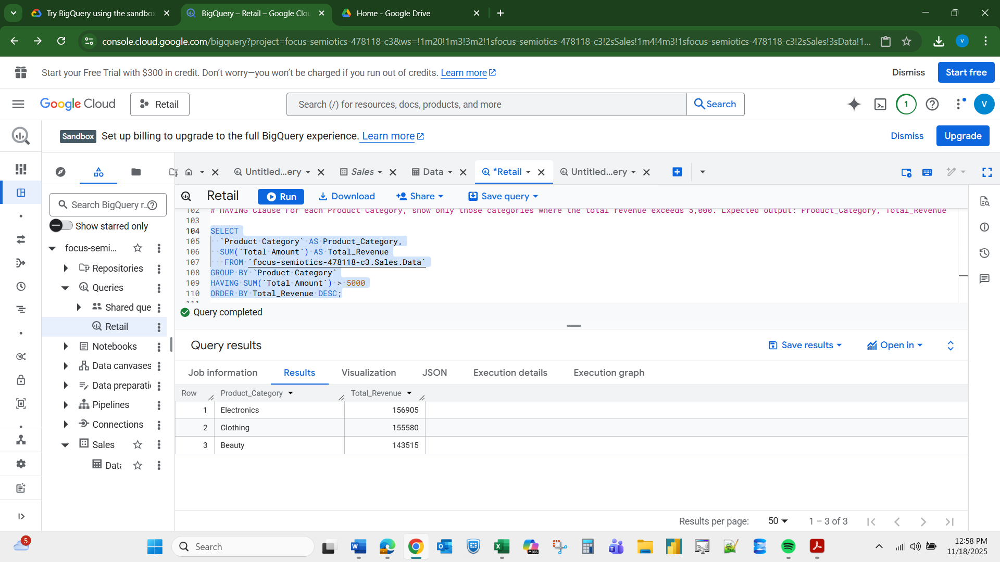 Try BigQuery using the sandbox
BigQuery – Retail – Google Clou
Home - Google Drive
console.cloud.google.com/bigquery?project=focus-semiotics-478118-c3&ws=!1m20!1m3!3m2!1sfocus-semiotics-478118-c3!2sSales!1m4!4m3!1sfocus-semiotics-478118-c3!2sSales!3sData!1...
V
Start your Free Trial with $300 in credit. Don’t worry—you won’t be charged if you run out of credits. Learn more
Dismiss
Start free
Google Cloud
Retail
Search (/) for resources, docs, products, and more
Search
1
V
Sandbox Set up billing to upgrade to the full BigQuery experience. Learn more
Dismiss
Upgrade
Untitled...ery
Sales
Data
*Retail
Untitled...ery
Retail
Run
Download
Share
Save query
Search BigQuery r...
Show starred only
focus-semi...
Repositories
Queries
Shared que
Retail
Notebooks
Data canvases
Data preparati
Pipelines
Connections
Sales
Data
102 # HAVING Clause For each Product Category, show only those categories where the total revenue exceeds 5,000. Expected output: Product_Category, Total_Revenue
103
104 SELECT
105 `Product Category` AS Product_Category,
106 SUM(`Total Amount`) AS Total_Revenue
107 FROM `focus-semiotics-478118-c3.Sales.Data`
108 GROUP BY `Product Category`
109 HAVING SUM(`Total Amount`) > 5000
110 ORDER BY Total_Revenue DESC;
111
Query completed
Query results
Save results
Open in
Job information
Results
Visualization
JSON
Execution details
Execution graph
Row Product_Category Total_Revenue
1 Electronics 156905
2 Clothing 155580
3 Beauty 143515
Results per page: 50 1 – 3 of 3
5
Search
M365
12:58 PM
11/18/2025